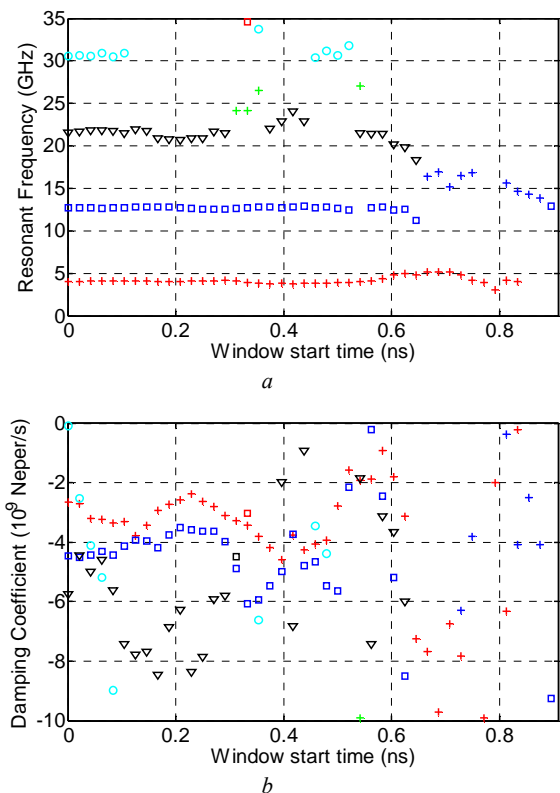 35
30
25
20
15
10
5
0
Resonant Frequency (GHz)
0 0.2 0.4 0.6 0.8
Window start time (ns)
a
0
-2
-4
-6
-8
-10
Damping Coefficient (10⁹ Neper/s)
0 0.2 0.4 0.6 0.8
Window start time (ns)
b